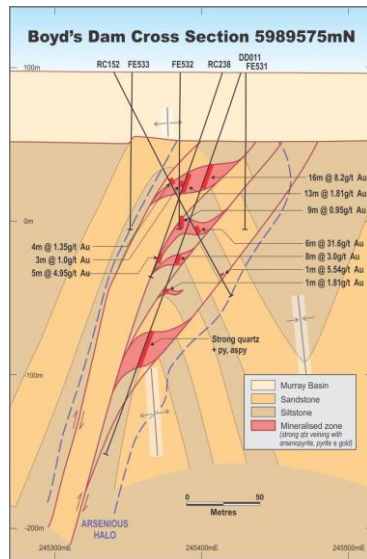 Boyd's Dam Cross Section 5989575mN
DD011
RC152 FE533 FE532 RC238 FE531
100m
16m @ 8.2g/t Au
13m @ 1.81g/t Au
0m
9m @ 0.95g/t Au
4m @ 1.35g/t Au
6m @ 31.6g/t Au
3m @ 1.0g/t Au
8m @ 3.0g/t Au
5m @ 4.95g/t Au
1m @ 5.54g/t Au
1m @ 1.81g/t Au
Strong quartz
+ py, aspy
-100m
Murray Basin
Sandstone
Siltstone
Mineralised zone
(strong qtz veining with
arsenopyrite, pyrite ± gold)
0 50
Metres
ARSENIOUS
HALO
-200m
245300mE 245400mE 245500mE